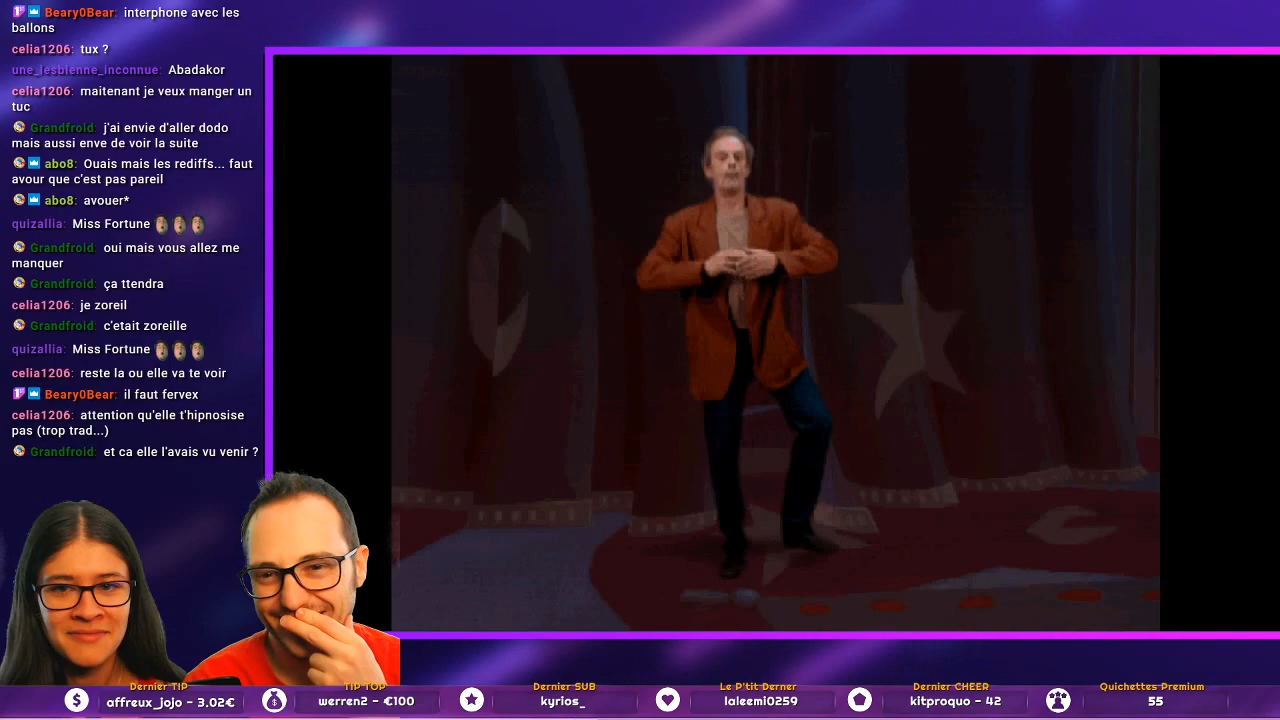 Beary0Bear: interphone avec les
ballons
celia1206: tux ?
une_lesbienne_inconnue: Abadakor
celia1206: maitenant je veux manger un
tuc
Grandfroid: j'ai envie d'aller dodo
mais aussi enve de voir la suite
abo8: Ouais mais les rediffs... faut
avour que c'est pas pareil
abo8: avouer*
quizallia: Miss Fortune
Grandfroid: oui mais vous allez me
manquer
Grandfroid: ça ttendra
celia1206: je zoreil
Grandfroid: c'etait zoreille
quizallia: Miss Fortune
celia1206: reste la ou elle va te voir
Beary0Bear: il faut fervex
celia1206: attention qu'elle t'hipnosise
pas (trop trad...)
Grandfroid: et ca elle l'avais vu venir ?
Dernier TIP
affreux_jojo - 3.02€
TIP TOP
werren2 - €100
Dernier SUB
kyrios_
Le P'tit Derner
laleemi0259
Dernier CHEER
kitproquo - 42
Quichettes Premium
55